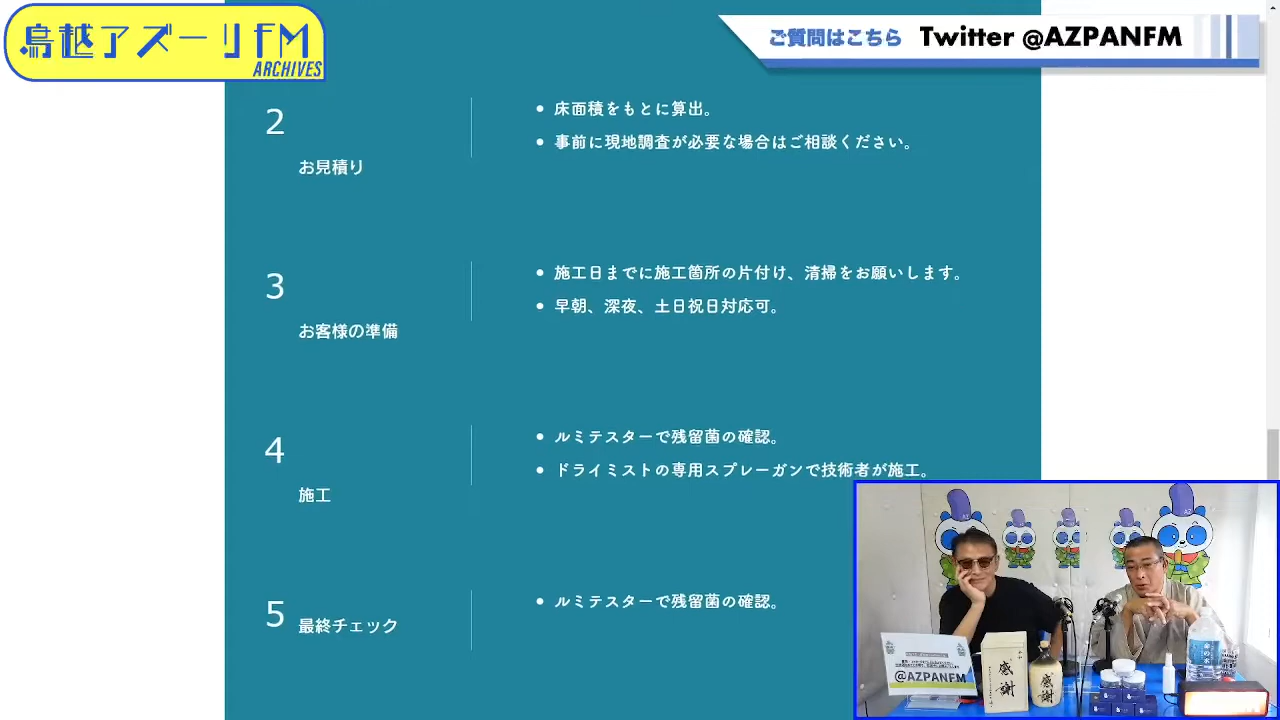 鳥越アズーリFM
ARCHIVES
ご質問はこちら Twitter @AZPANFM
2
お見積り
床面積をもとに算出。
事前に現地調査が必要な場合はご相談ください。
3
お客様の準備
施工日までに施工箇所の片付け、清掃をお願いします。
早朝、深夜、土日祝日対応可。
4
施工
ルミテスターで残留菌の確認。
ドライミストの専用スプレーガンで技術者が施工。
5
最終チェック
ルミテスターで残留菌の確認。
@AZPANFM
感謝
感謝